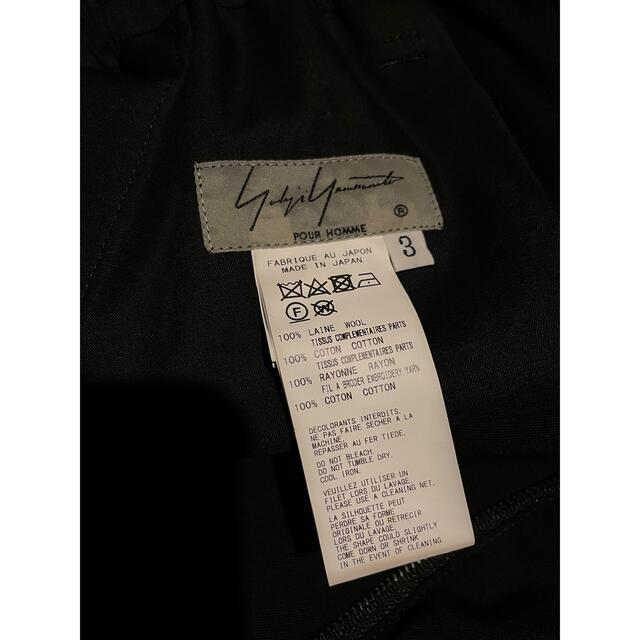 Yohji Yamamoto
®
POUR HOMME
3
FABRIQUE AU JAPON
MADE IN JAPAN
F W
100% LAINE WOOL
TISSUS COMPLEMENTAIRES PARTS
100% COTON COTTON
TISSUS COMPLEMENTAIRES PARTS
100% RAYONNE RAYON
FIL A BRODER EMBROIDERY YARN
100% COTON COTTON
DECOLORANTS INTERDITS.
NE PAS FAIRE SECHER A LA
MACHINE.
REPASSER AU FER TIEDE.
DO NOT BLEACH.
DO NOT TUMBLE DRY.
COOL IRON.
VEUILLEZ UTILISER UN
FILET LORS DU LAVAGE.
PLEASE USE A CLEANING NET.
LA SILHOUETTE PEUT
PERDRE SA FORME
ORIGINALE OU RETRECIR
LORS DU LAVAGE.
THE SHAPE COULD SLIGHTLY
COME DOWN OR SHRINK
IN THE EVENT OF CLEANING.